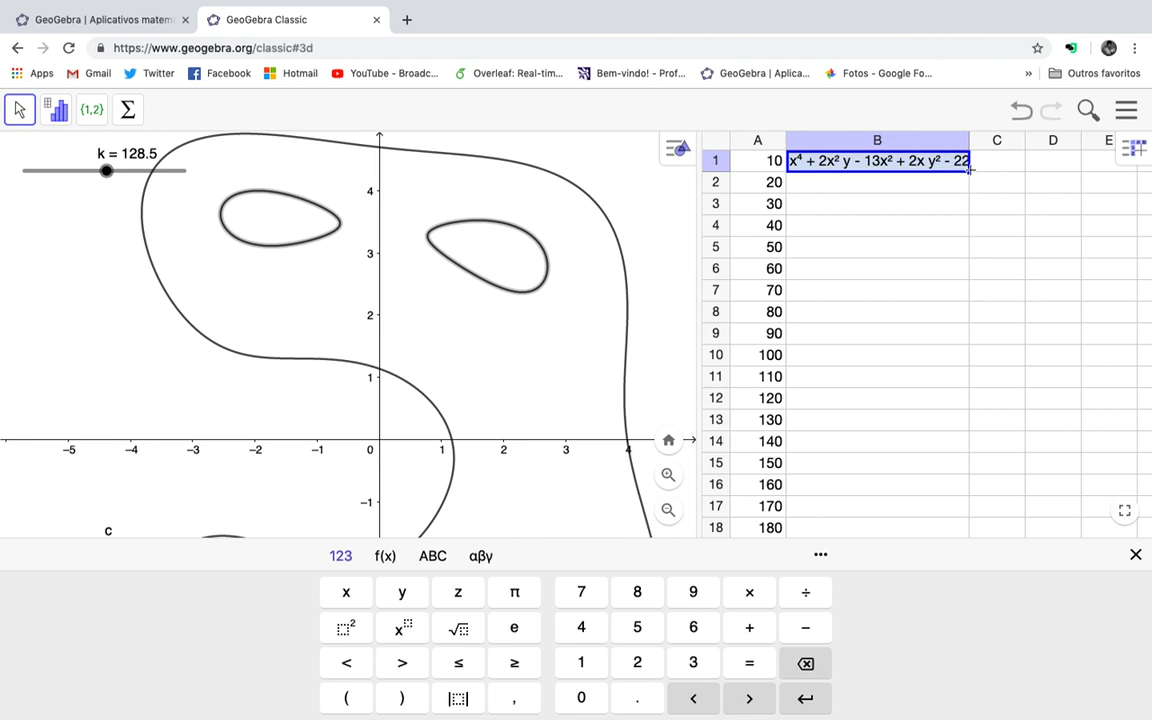 GeoGebra | Aplicativos matem
GeoGebra Classic
https://www.geogebra.org/classic#3d
Apps Gmail Twitter Facebook Hotmail YouTube - Broadc... Overleaf: Real-tim... Bem-vindo! - Prof... GeoGebra | Aplica... Fotos - Google Fo... » Outros favoritos
{1,2} Σ
k = 128.5
4
3
2
1
−5 −4 −3 −2 −1 0 1 2 3 4
−1
c
A B C D E
1 10 x⁴ + 2x² y - 13x² + 2x y² - 22
2 20
3 30
4 40
5 50
6 60
7 70
8 80
9 90
10 100
11 110
12 120
13 130
14 140
15 150
16 160
17 170
18 180
123 f(x) ABC αβγ
x y z π 7 8 9 × ÷
□² x□ √□ e 4 5 6 + −
< > ≤ ≥ 1 2 3 =
( ) |□| , 0 . < >